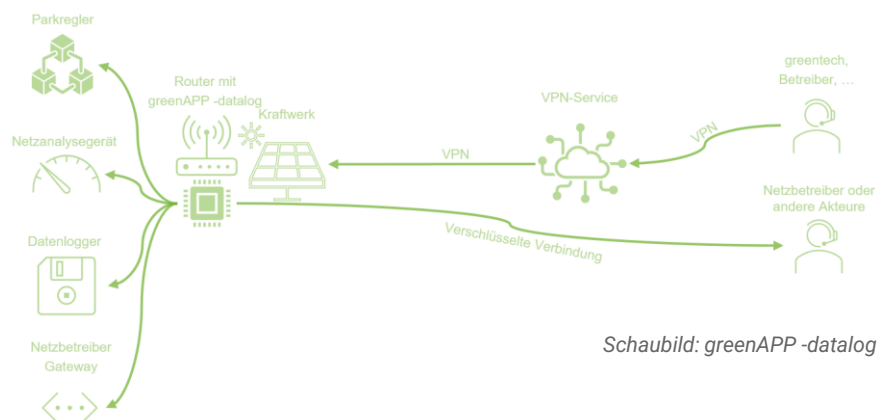 Parkregler
Router mit
greenAPP -datalog
Kraftwerk
Netzanalysegerät
Datenlogger
Netzbetreiber
Gateway
VPN
VPN-Service
VPN
greentech,
Betreiber, ...
Netzbetreiber oder
andere Akteure
Verschlüsselte Verbindung
Schaubild: greenAPP -datalog